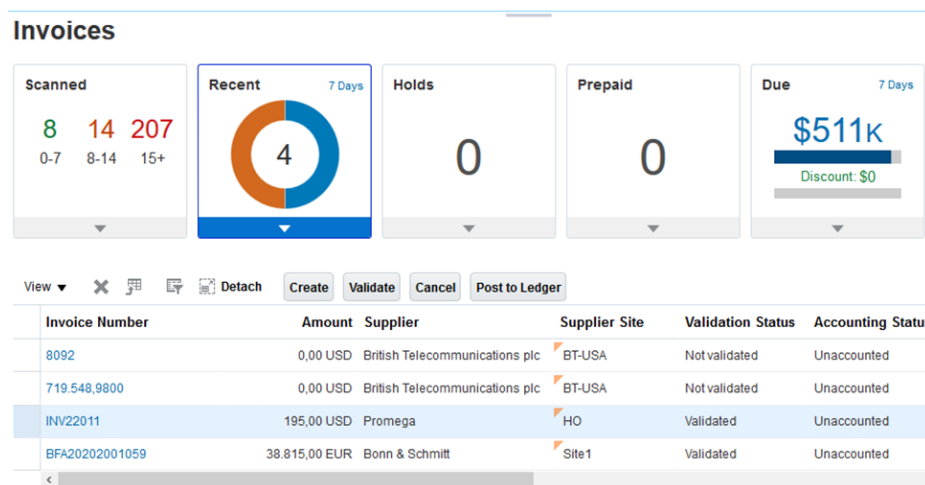 Invoices
Scanned
8 14 207
0-7 8-14 15+
Recent 7 Days
4
Holds
0
Prepaid
0
Due 7 Days
$511K
Discount: $0
View Detach Create Validate Cancel Post to Ledger
Invoice Number Amount Supplier Supplier Site Validation Status Accounting Statu
8092 0,00 USD British Telecommunications plc BT-USA Not validated Unaccounted
719.548,9800 0,00 USD British Telecommunications plc BT-USA Not validated Unaccounted
INV22011 195,00 USD Promega HO Validated Unaccounted
BFA20202001059 38.815,00 EUR Bonn & Schmitt Site1 Validated Unaccounted